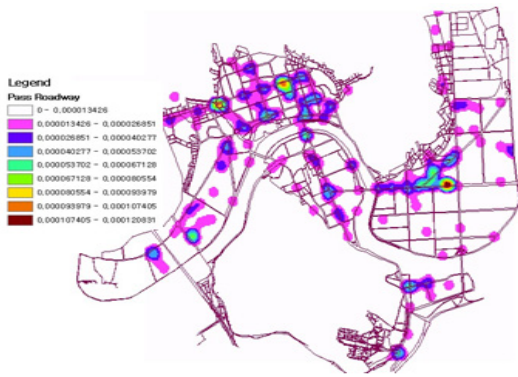 Legend
Pass Roadway
0 - 0,000013426
0,000013426 - 0,000026851
0,000026851 - 0,000040277
0,000040277 - 0,000053702
0,000053702 - 0,000067128
0,000067128 - 0,000080554
0,000080554 - 0,000093979
0,000093979 - 0,000107405
0,000107405 - 0,000120831